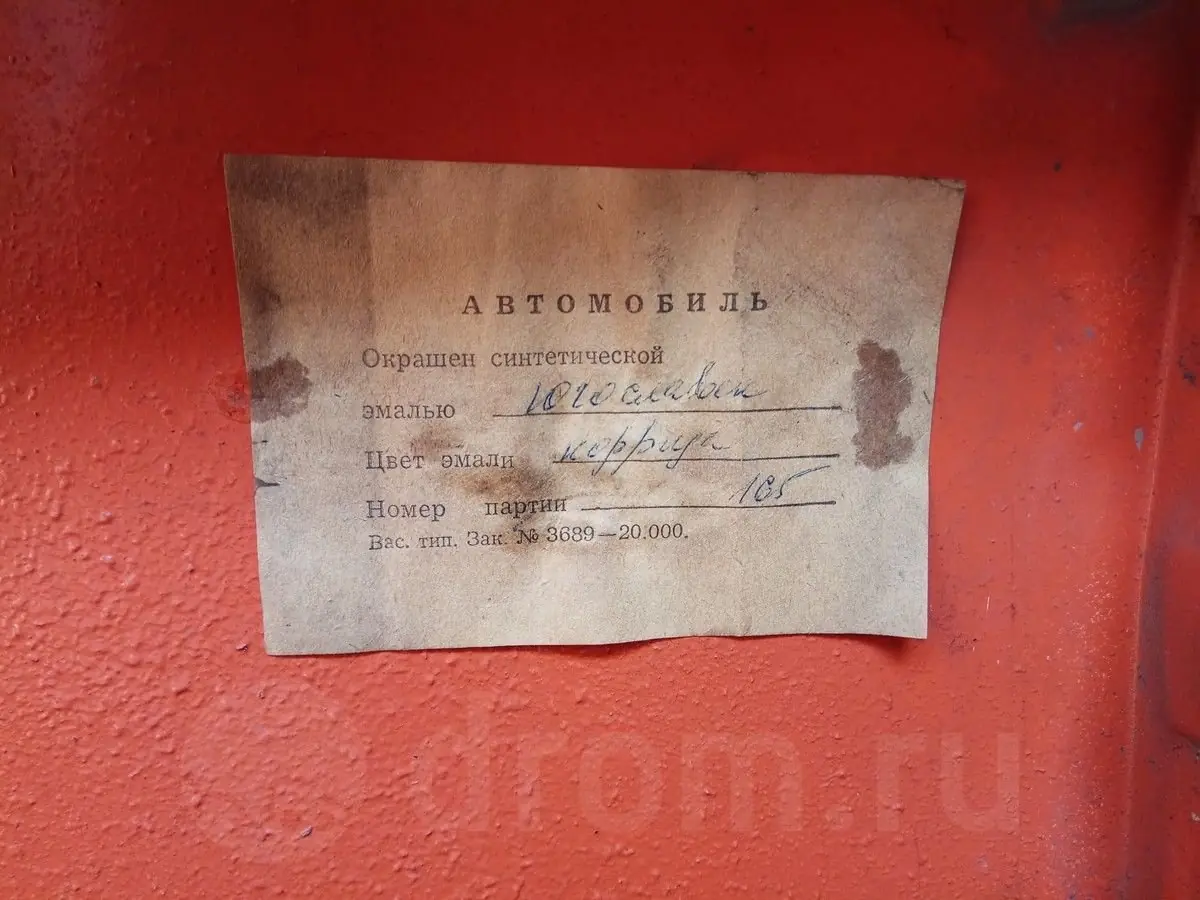 АВТОМОБИЛЬ
Окрашен синтетической
эмалью югославск
Цвет эмали коррида
Номер партии 165
Вас. тип. Зак. № 3689—20.000.
drom.ru